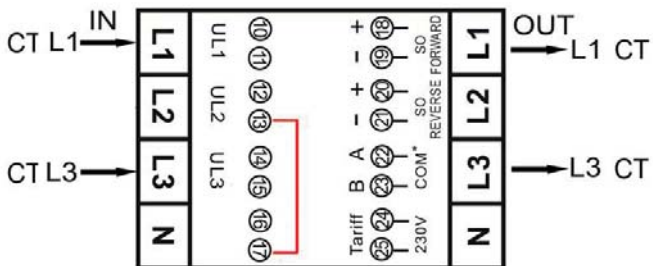 IN
CT L1
CT L3
L1
L2
L3
N
UL1
UL2
UL3
10
11
12
13
14
15
16
17
+ 18
- 19
SO FORWARD
+ 20
- 21
SO REVERSE
A 22
B 23
COM*
Tariff
24
25
230V
L1
L2
L3
N
OUT
L1 CT
L3 CT